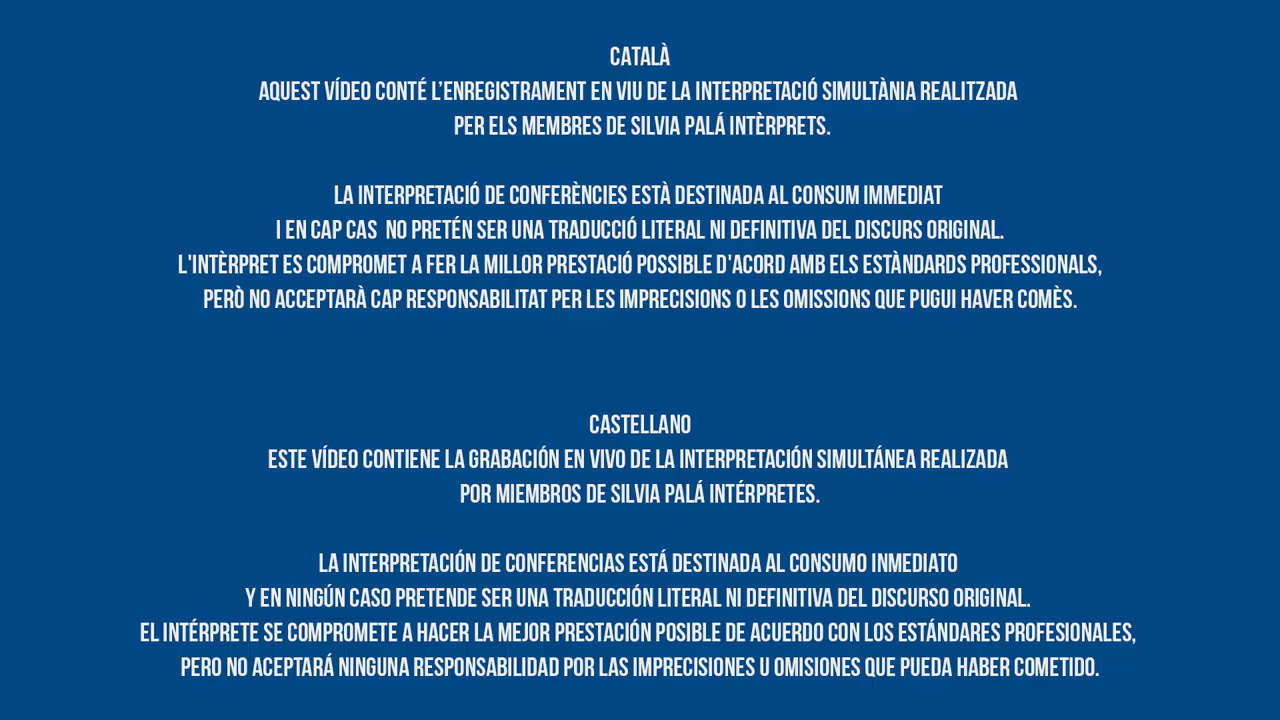 CATALÀ
AQUEST VÍDEO CONTÉ L'ENREGISTRAMENT EN VIU DE LA INTERPRETACIÓ SIMULTÀNIA REALITZADA
PER ELS MEMBRES DE SILVIA PALÁ INTÈRPRETS.
LA INTERPRETACIÓ DE CONFERÈNCIES ESTÀ DESTINADA AL CONSUM IMMEDIAT
I EN CAP CAS  NO PRETÉN SER UNA TRADUCCIÓ LITERAL NI DEFINITIVA DEL DISCURS ORIGINAL.
L'INTÈRPRET ES COMPROMET A FER LA MILLOR PRESTACIÓ POSSIBLE D'ACORD AMB ELS ESTÀNDARDS PROFESSIONALS,
PERÒ NO ACCEPTARÀ CAP RESPONSABILITAT PER LES IMPRECISIONS O LES OMISSIONS QUE PUGUI HAVER COMÈS.
CASTELLANO
ESTE VÍDEO CONTIENE LA GRABACIÓN EN VIVO DE LA INTERPRETACIÓN SIMULTÁNEA REALIZADA
POR MIEMBROS DE SILVIA PALÁ INTÉRPRETES.
LA INTERPRETACIÓN DE CONFERENCIAS ESTÁ DESTINADA AL CONSUMO INMEDIATO
Y EN NINGÚN CASO PRETENDE SER UNA TRADUCCIÓN LITERAL NI DEFINITIVA DEL DISCURSO ORIGINAL.
EL INTÉRPRETE SE COMPROMETE A HACER LA MEJOR PRESTACIÓN POSIBLE DE ACUERDO CON LOS ESTÁNDARES PROFESIONALES,
PERO NO ACEPTARÁ NINGUNA RESPONSABILIDAD POR LAS IMPRECISIONES U OMISIONES QUE PUEDA HABER COMETIDO.